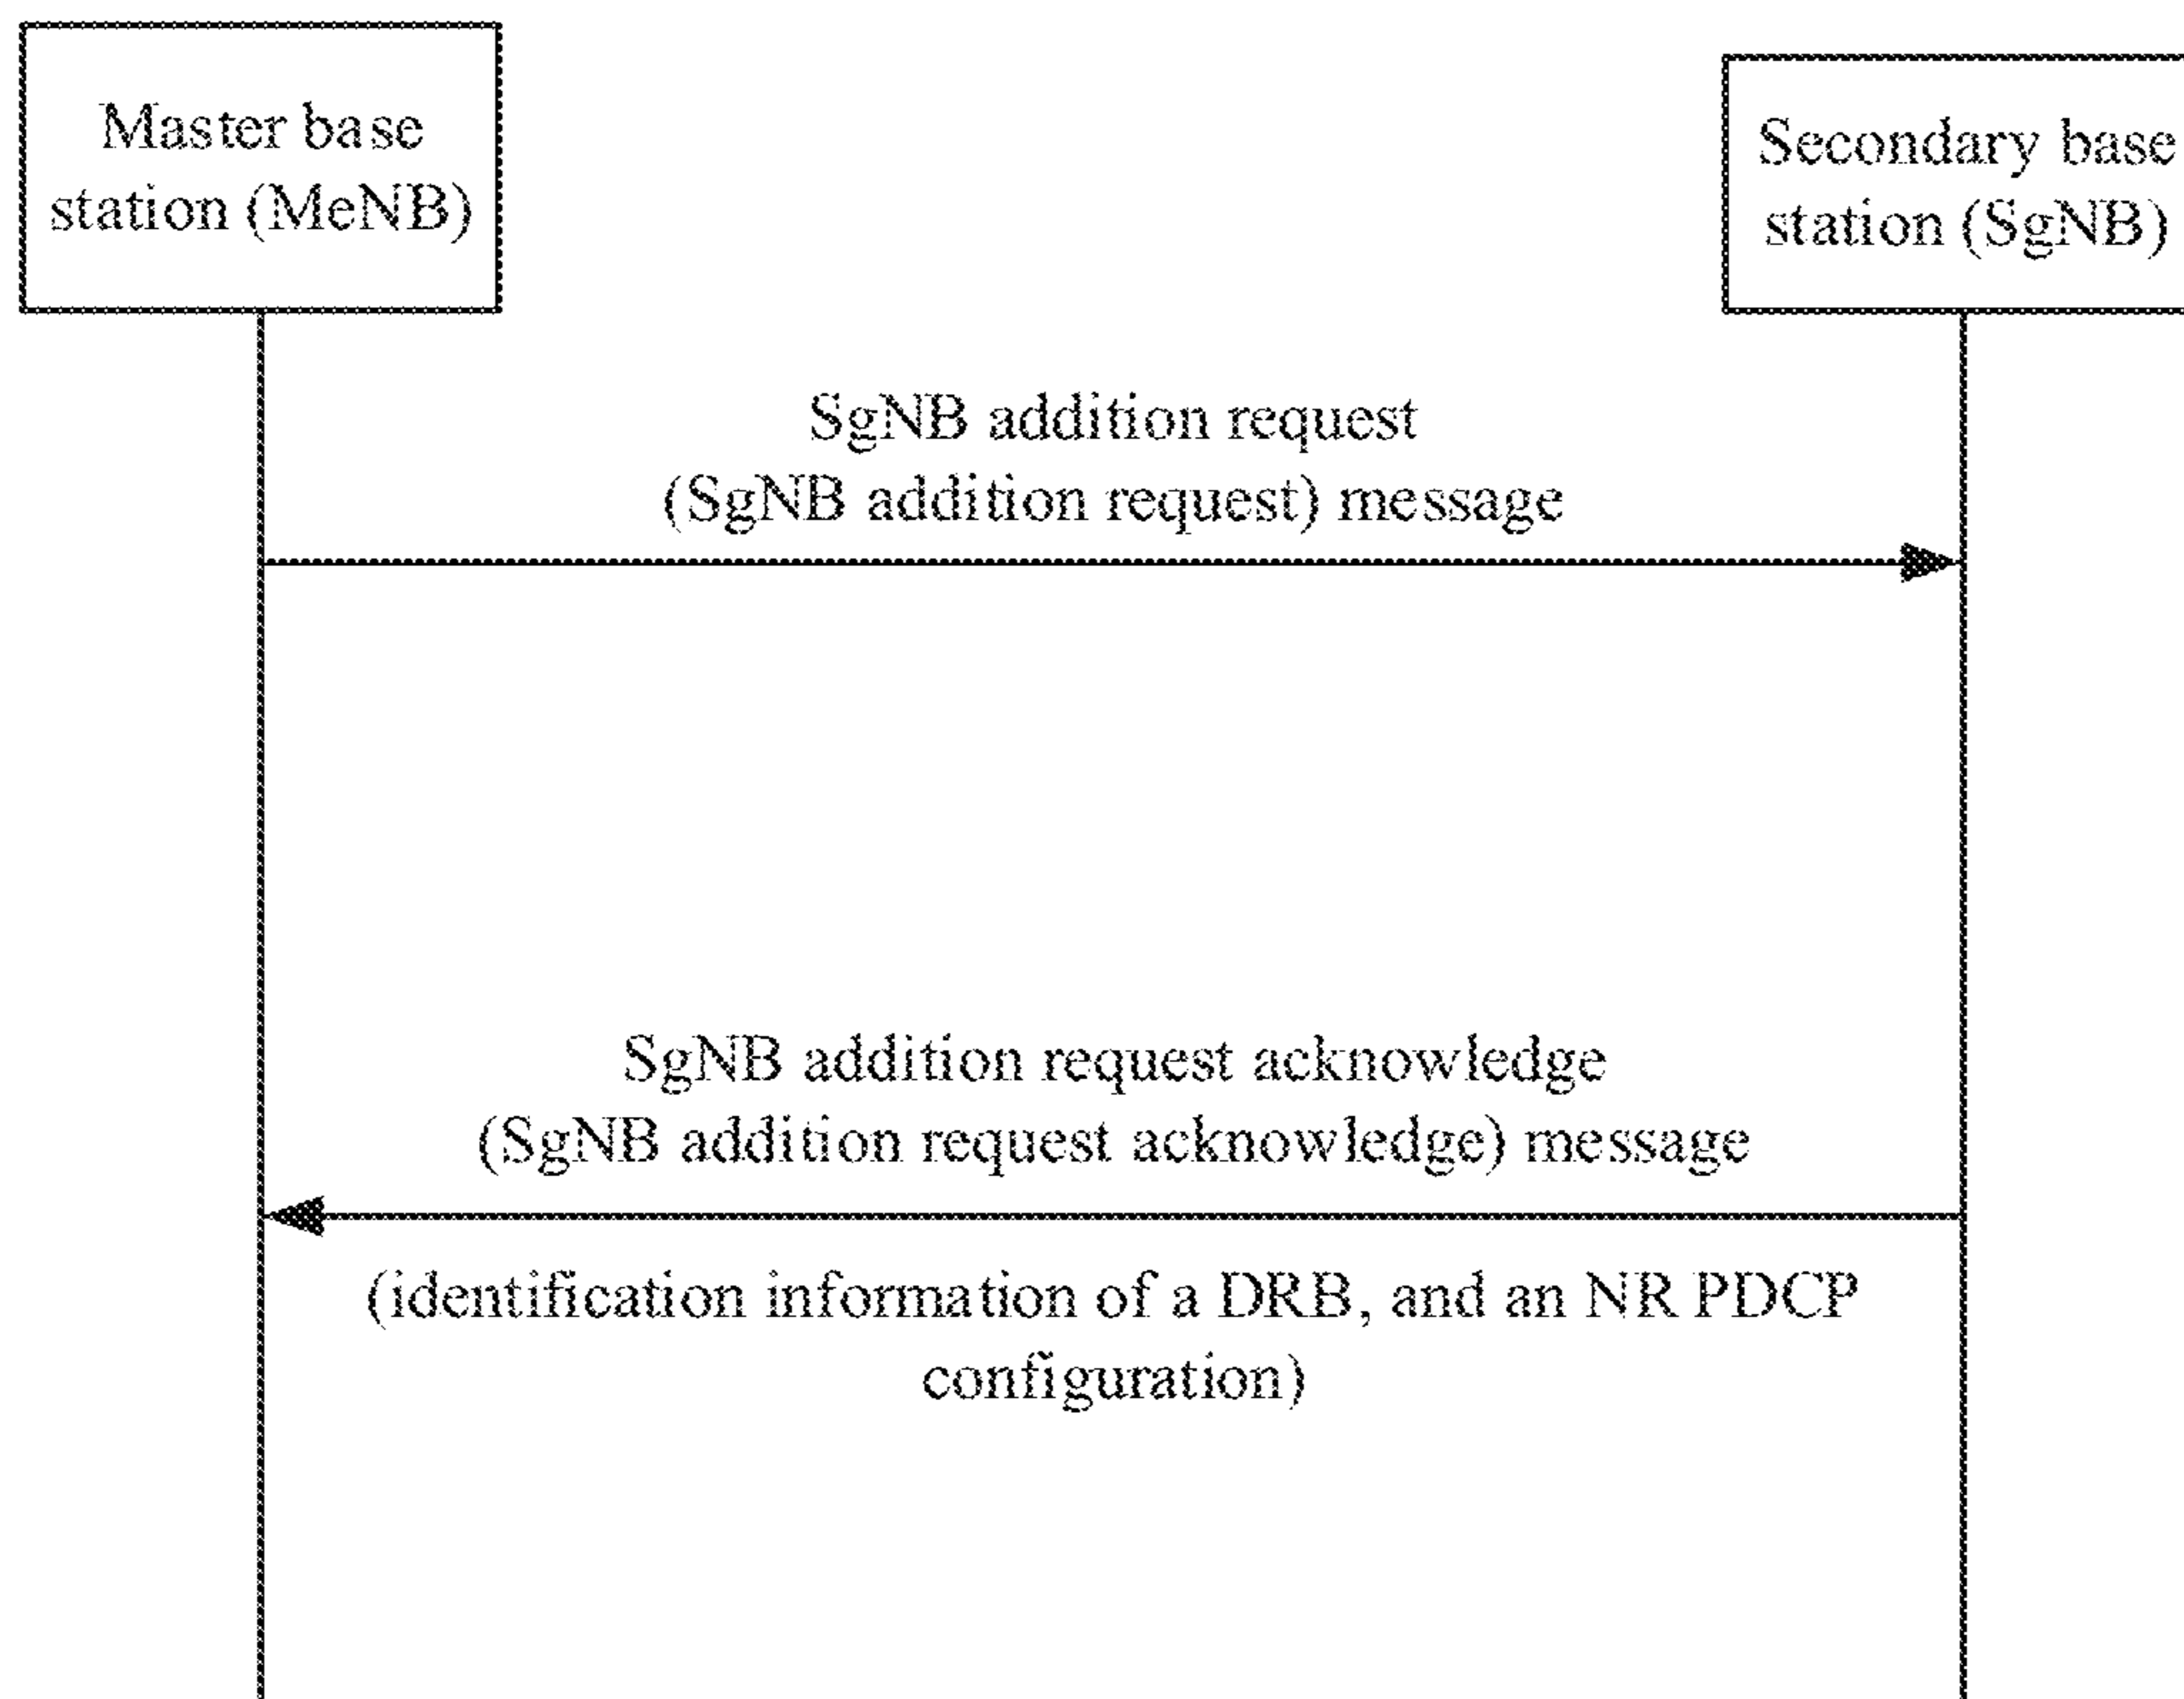 Master base
station (MeNB)
Secondary base
station (SgNB)
SgNB addition request
(SgNB addition request) message
SgNB addition request acknowledge
(SgNB addition request acknowledge) message
(identification information of a DRB, and an NR PDCP
configuration)